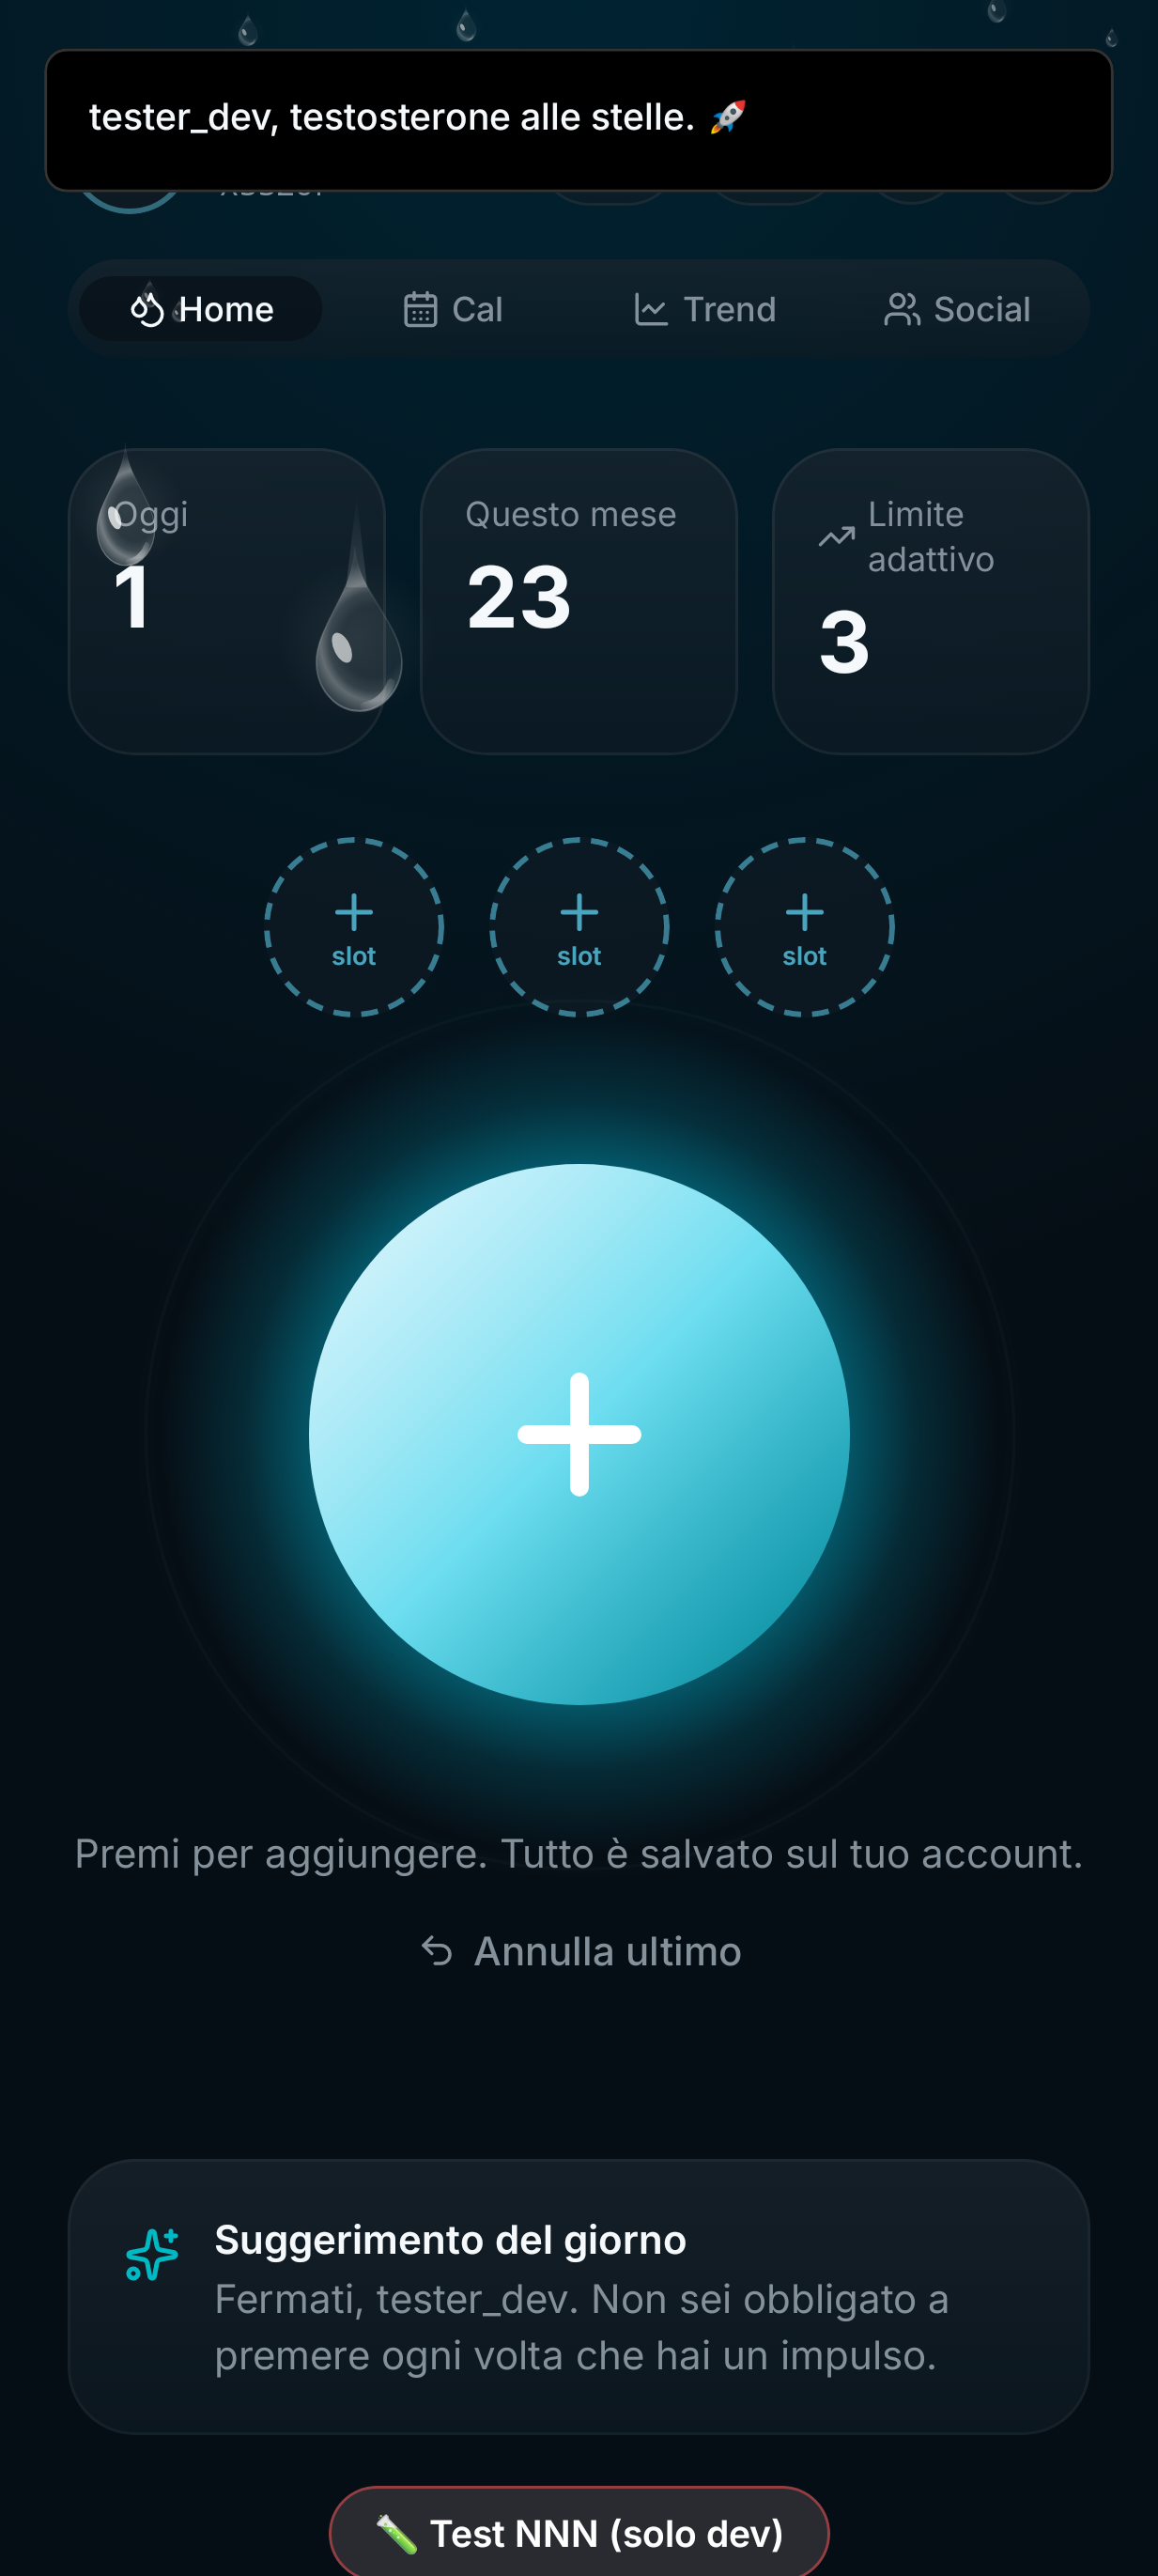 tester_dev, testosterone alle stelle. 🚀
Home
Cal
Trend
Social
Oggi
1
Questo mese
23
Limite
adattivo
3
slot
slot
slot
Premi per aggiungere. Tutto è salvato sul tuo account.
Annulla ultimo
Suggerimento del giorno
Fermati, tester_dev. Non sei obbligato a
premere ogni volta che hai un impulso.
🧪 Test NNN (solo dev)